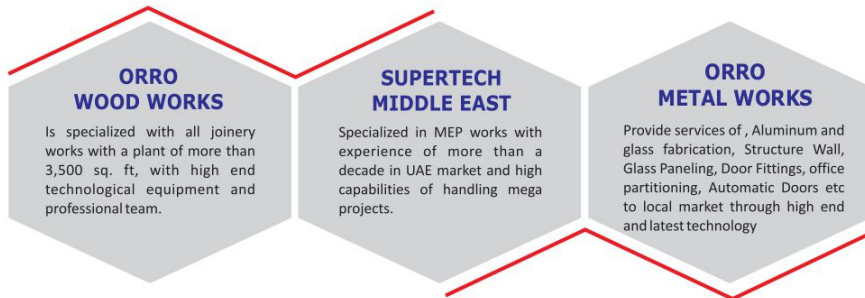 ORRO
WOOD WORKS
Is specialized with all joinery
works with a plant of more than
3,500 sq. ft, with high end
technological equipment and
professional team.
SUPERTECH
MIDDLE EAST
Specialized in MEP works with
experience of more than a
decade in UAE market and high
capabilities of handling mega
projects.
ORRO
METAL WORKS
Provide services of , Aluminum and
glass fabrication, Structure Wall,
Glass Paneling, Door Fittings, office
partitioning, Automatic Doors etc
to local market through high end
and latest technology